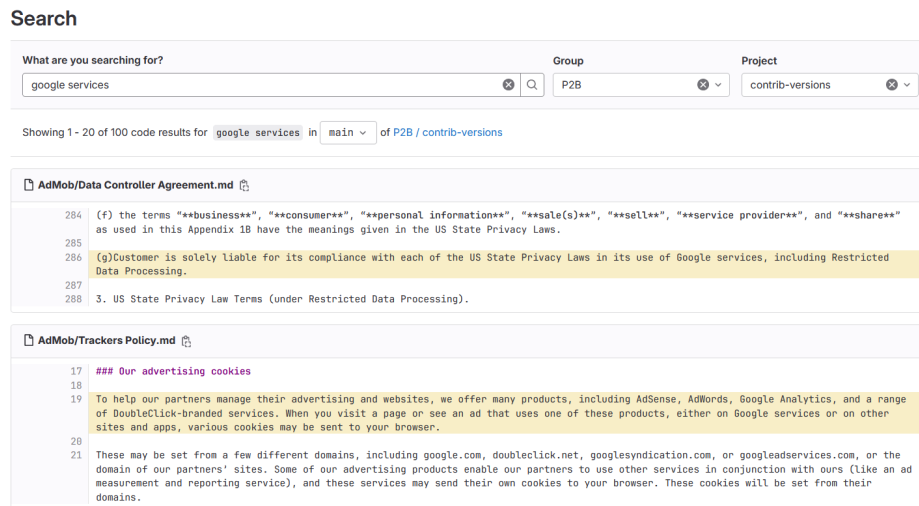 Search
What are you searching for?
Group
Project
google services
P2B
contrib-versions
Showing 1 - 20 of 100 code results for google services in main of P2B / contrib-versions
AdMob/Data Controller Agreement.md
284 (f) the terms “**business**”, “**consumer**”, “**personal information**”, “**sale(s)**”, “**sell**”, “**service provider**”, and “**share**”
as used in this Appendix 1B have the meanings given in the US State Privacy Laws.
285
286 (g)Customer is solely liable for its compliance with each of the US State Privacy Laws in its use of Google services, including Restricted
Data Processing.
287
288 3. US State Privacy Law Terms (under Restricted Data Processing).
AdMob/Trackers Policy.md
17 ### Our advertising cookies
18
19 To help our partners manage their advertising and websites, we offer many products, including AdSense, AdWords, Google Analytics, and a range
of DoubleClick-branded services. When you visit a page or see an ad that uses one of these products, either on Google services or on other
sites and apps, various cookies may be sent to your browser.
20
21 These may be set from a few different domains, including google.com, doubleclick.net, googlesyndication.com, or googleadservices.com, or the
domain of our partners' sites. Some of our advertising products enable our partners to use other services in conjunction with ours (like an ad
measurement and reporting service), and these services may send their own cookies to your browser. These cookies will be set from their
domains.